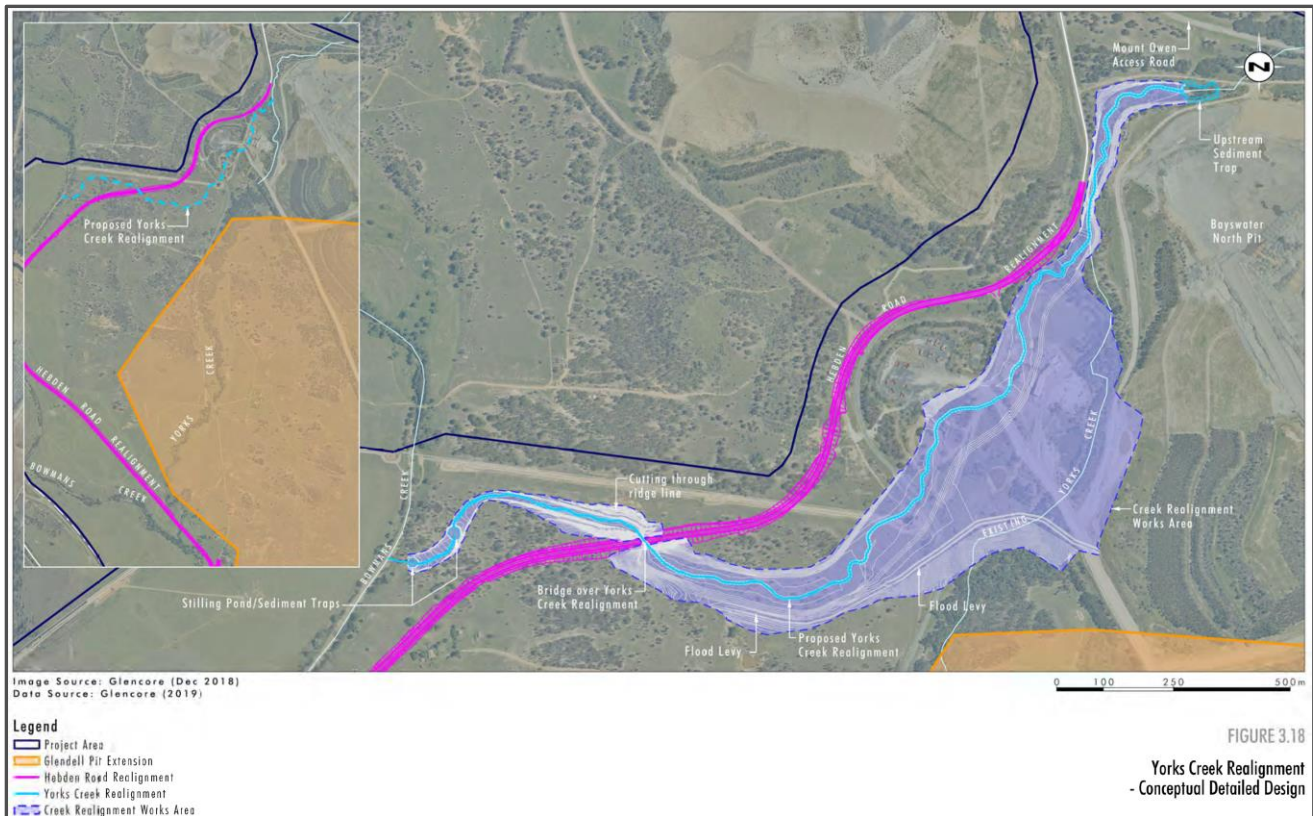 Proposed Yorks
Creek Realignment
YORKS CREEK
HEBDEN ROAD REALIGNMENT
BOWMANS CREEK
Mount Owen
Access Road
N
Upstream
Sediment
Trap
Bayswater
North Pit
HEBDEN ROAD REALIGNMENT
Cutting through
ridge line
BOWMANS CREEK
EXISTING YORKS CREEK
Creek Realignment
Works Area
Stilling Pond/Sediment Traps
Bridge over Yorks
Creek Realignment
Flood Levy
Proposed Yorks
Creek Realignment
Flood Levy
Image Source: Glencore (Dec 2018)
Data Source: Glencore (2019)
0 100 250 500m
Legend
Project Area
Glendell Pit Extension
Hebden Road Realignment
Yorks Creek Realignment
Creek Realignment Works Area
FIGURE 3.18
Yorks Creek Realignment
- Conceptual Detailed Design